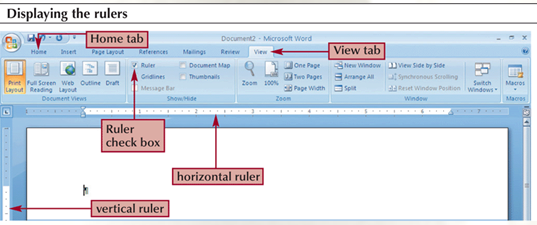 Displaying the rulers
Home tab
Document2 - Microsoft Word
Home Insert Page Layout References Mailings Review View
View tab
Ruler Document Map One Page New Window View Side by Side
Print Layout Full Screen Reading Web Layout Outline Draft Gridlines Thumbnails Zoom 100% Two Pages Arrange All Synchronous Scrolling Switch Windows Macros
Message Bar Page Width Split Reset Window Position
Document Views Show/Hide Zoom Window Macros
Ruler
check box
horizontal ruler
vertical ruler